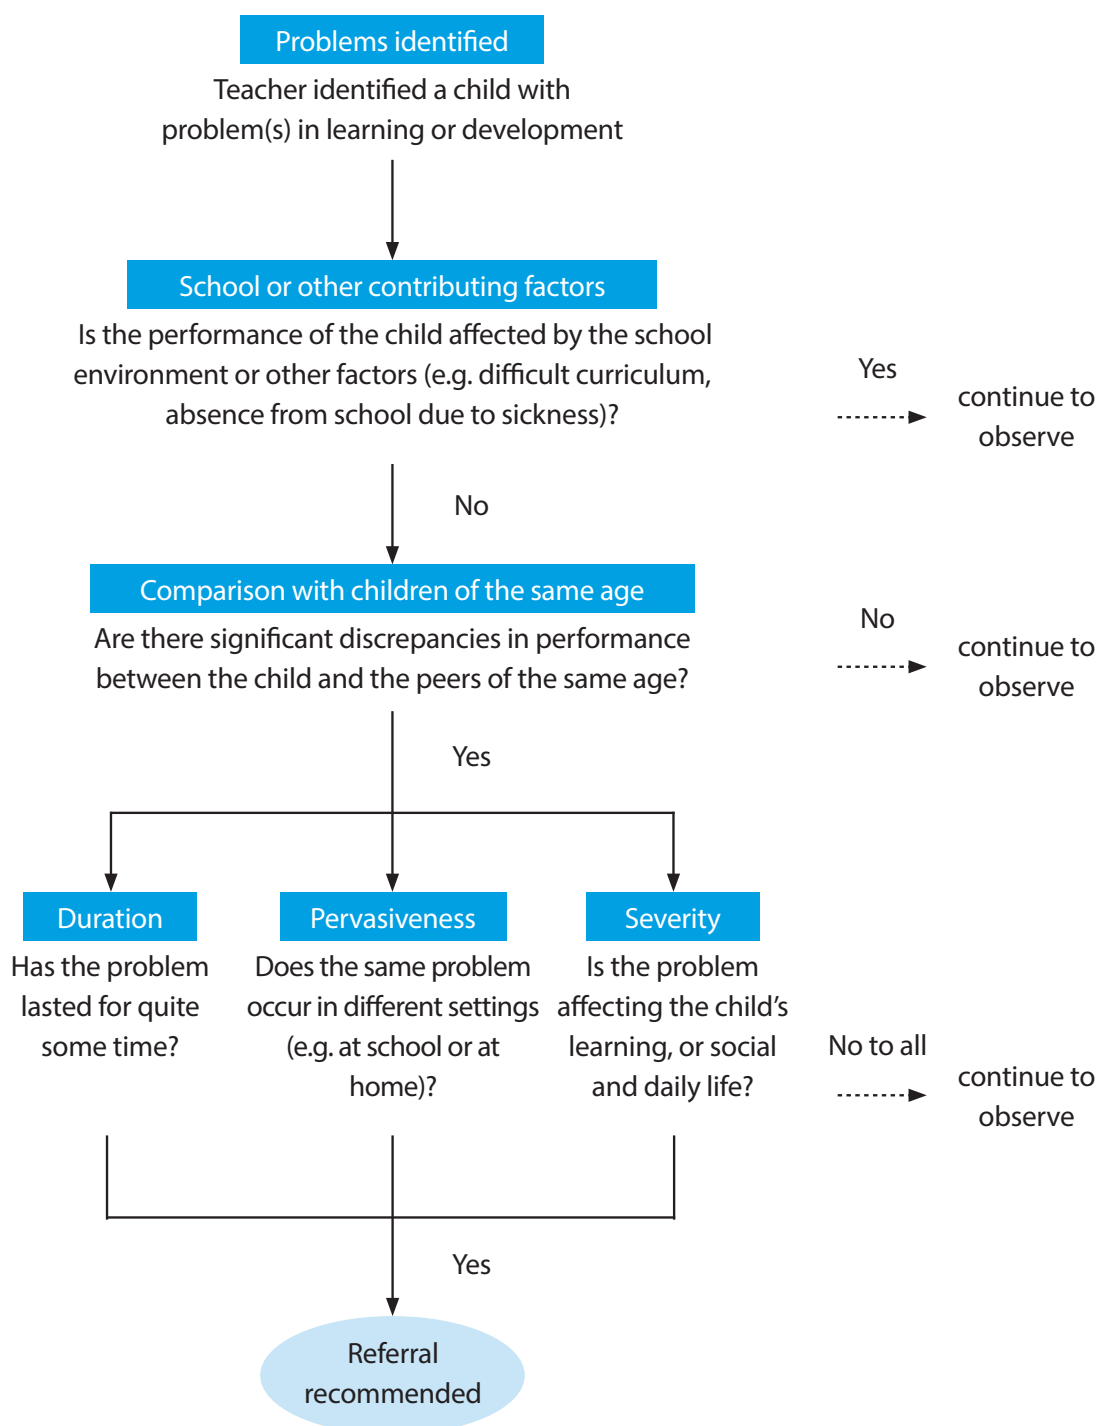 Problems identified
Teacher identified a child with
problem(s) in learning or development
School or other contributing factors
Is the performance of the child affected by the school
environment or other factors (e.g. difficult curriculum,
absence from school due to sickness)?
Yes
continue to
observe
No
Comparison with children of the same age
Are there significant discrepancies in performance
between the child and the peers of the same age?
No
continue to
observe
Yes
Duration
Has the problem
lasted for quite
some time?
Pervasiveness
Does the same problem
occur in different settings
(e.g. at school or at
home)?
Severity
Is the problem
affecting the child’s
learning, or social
and daily life?
No to all
continue to
observe
Yes
Referral
recommended